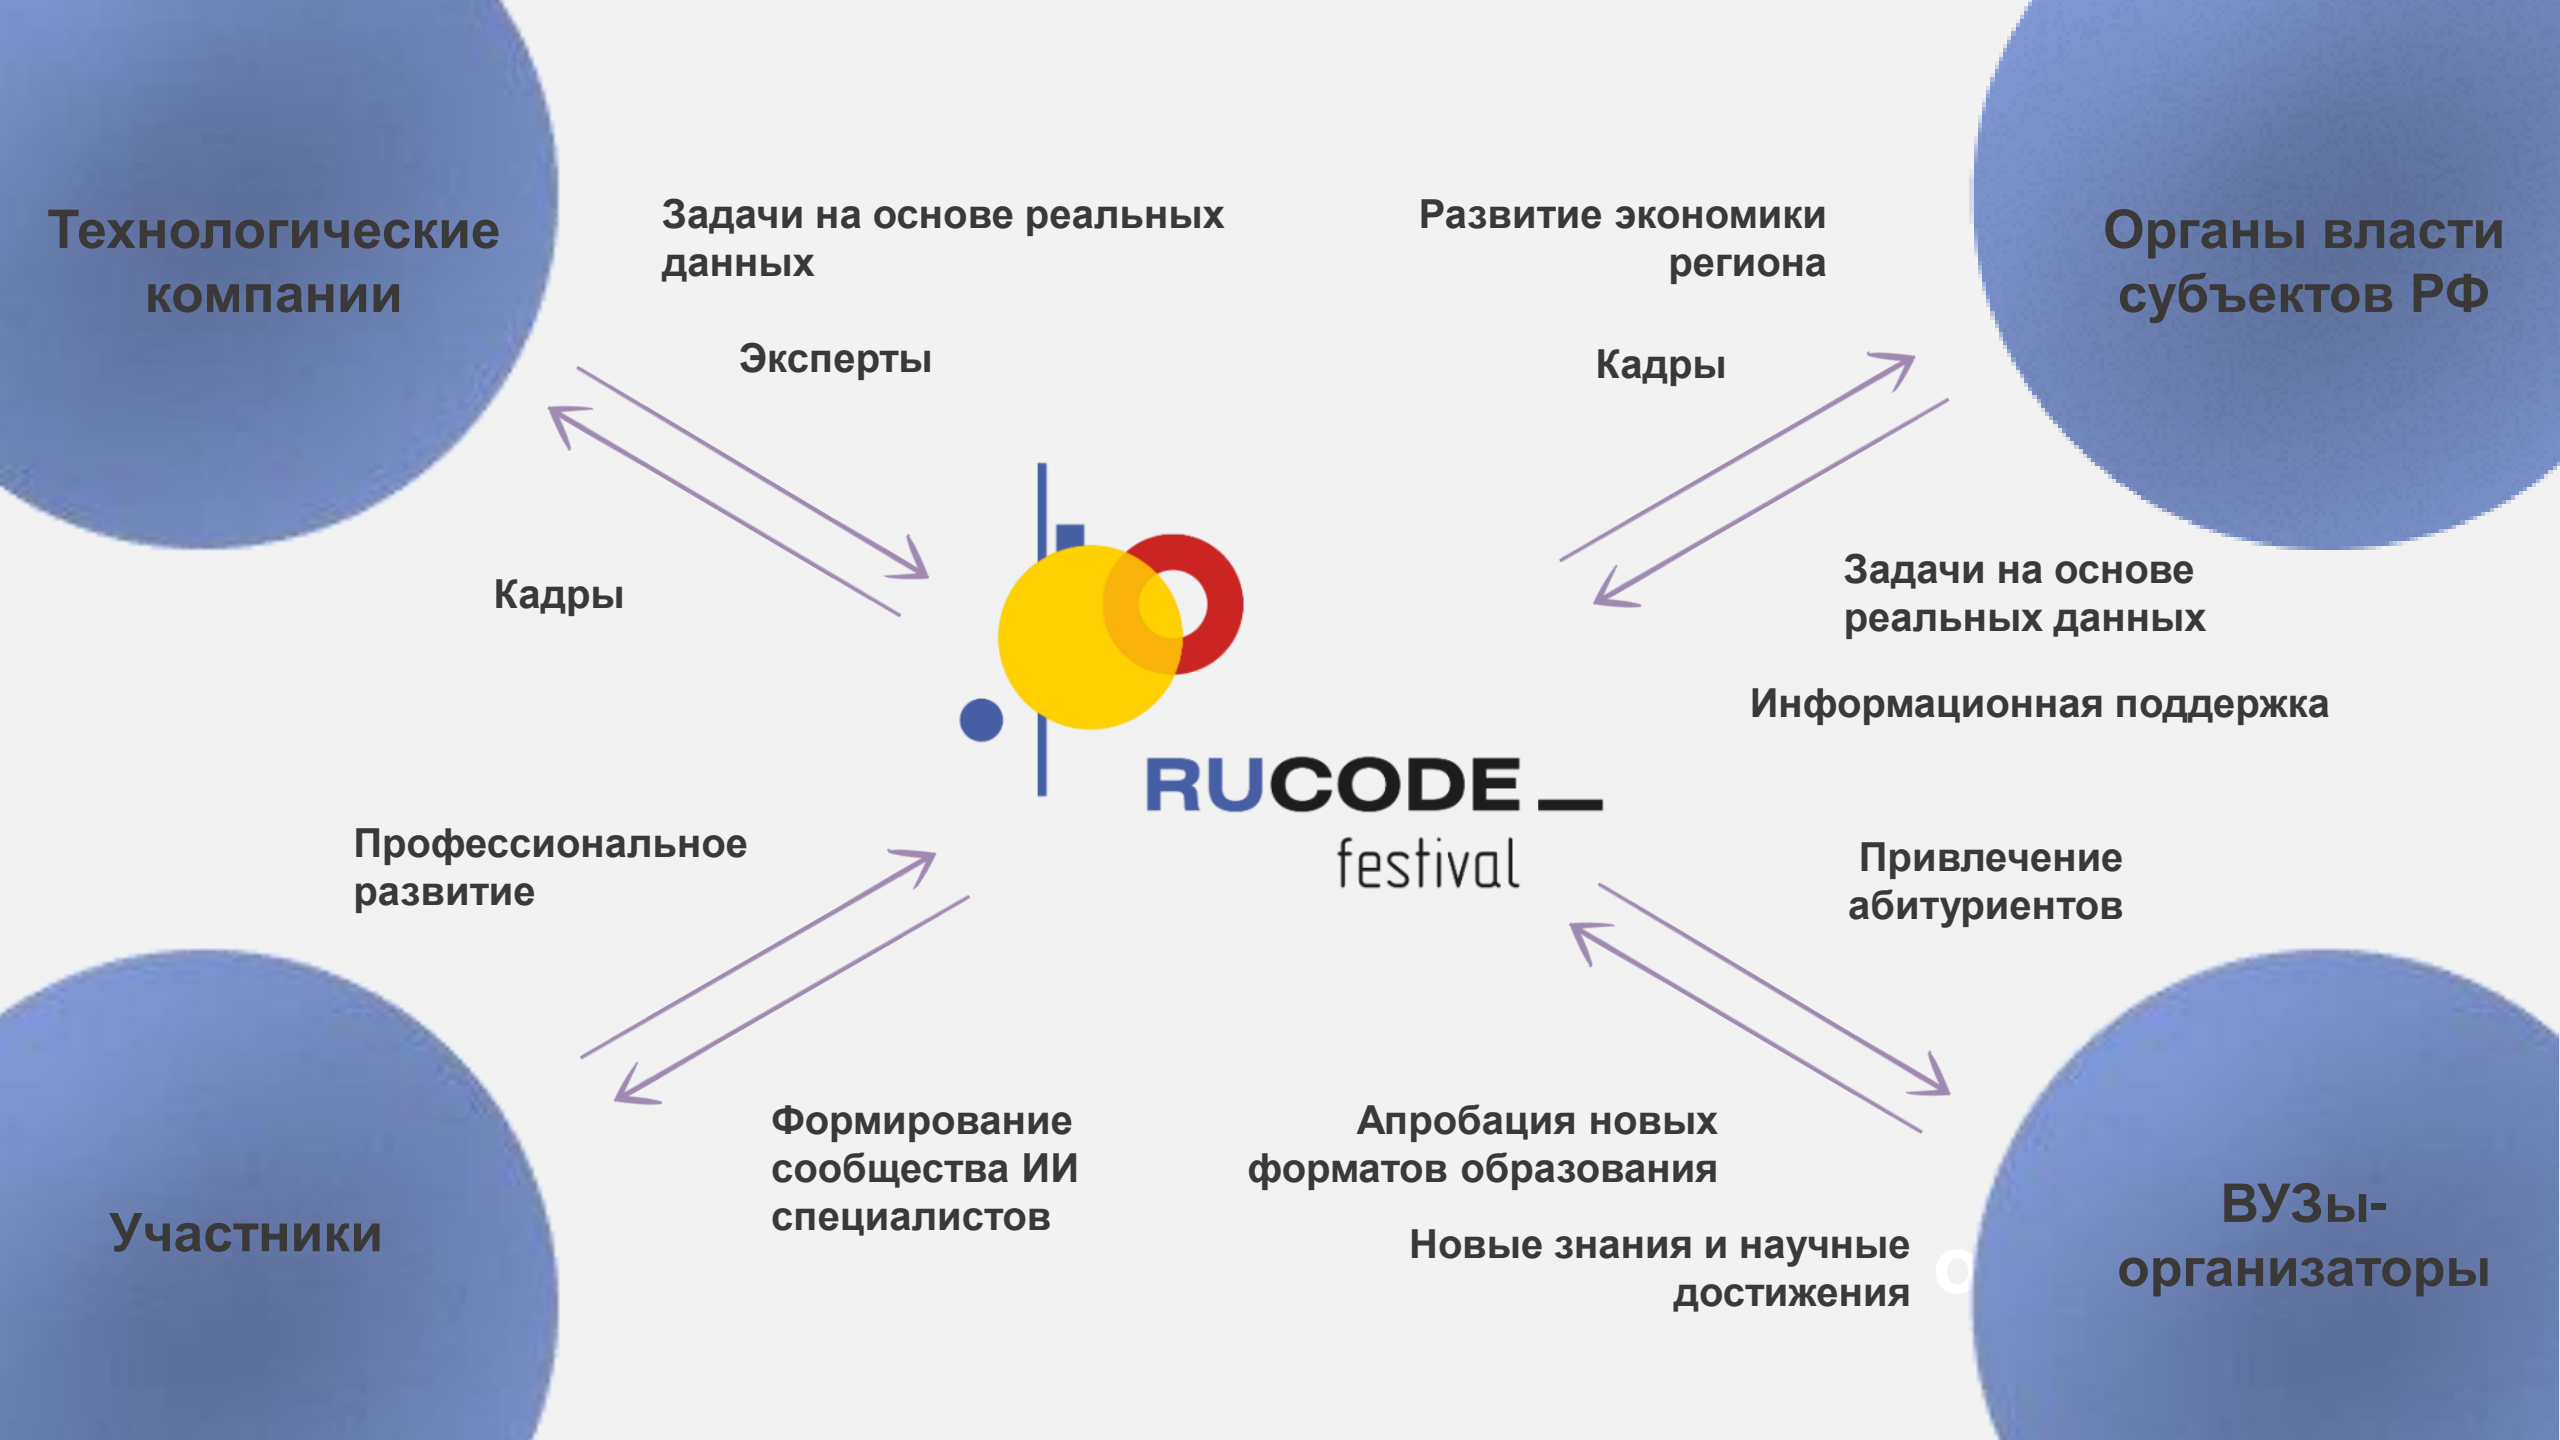 Технологические
компании
Задачи на основе реальных
данных
Эксперты
Кадры
Развитие экономики
региона
Кадры
Органы власти
субъектов РФ
Задачи на основе
реальных данных
Информационная поддержка
RUCODE_
festival
Профессиональное
развитие
Участники
Формирование
сообщества ИИ
специалистов
Привлечение
абитуриентов
Апробация новых
форматов образования
Новые знания и научные
достижения
ВУЗы-
организаторы